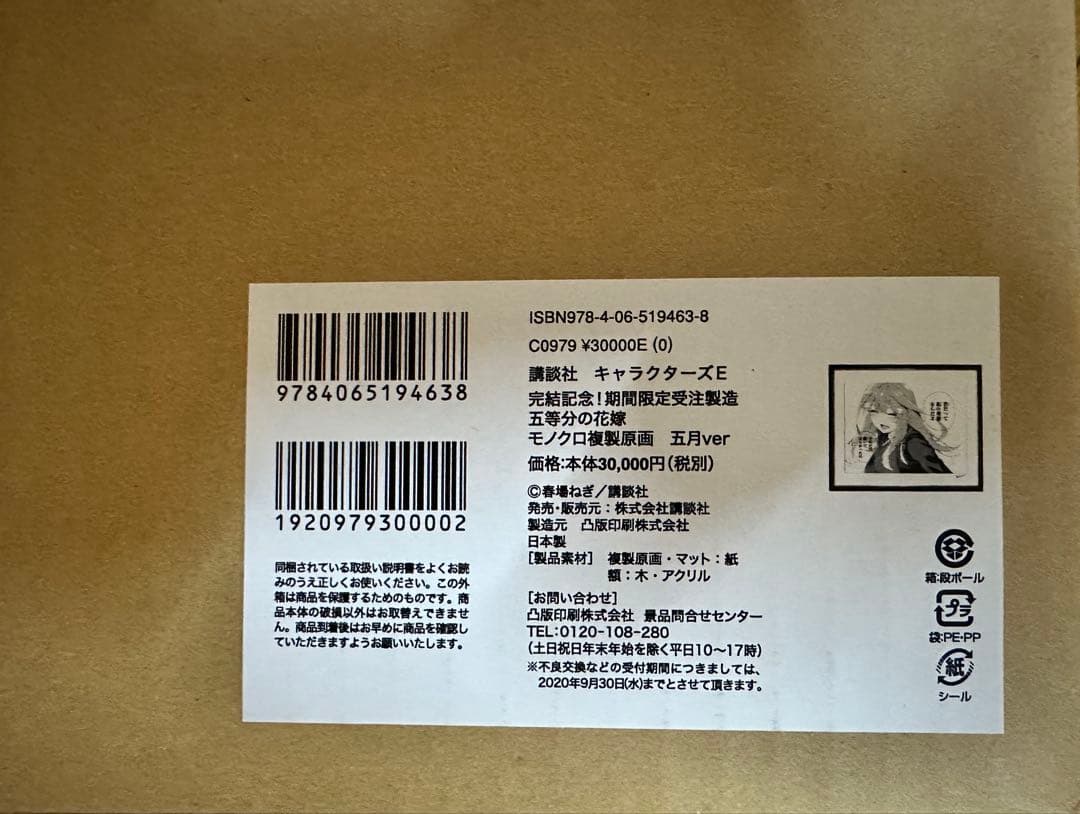 9784065194638
1920979300002
同梱されている取扱い説明書をよくお読
みのうえ正しくお使いください。この外
箱は商品を保護するためのものです。商
品本体の破損以外はお取替えできませ
ん。商品到着後はお早めに商品を確認し
ていただきますようお願いいたします。
ISBN978-4-06-519463-8
C0979 ¥30000E (0)
講談社 キャラクターズE
完結記念!期間限定受注製造
五等分の花嫁
モノクロ複製原画 五月ver
価格:本体30,000円(税別)
©春場ねぎ/講談社
発売・販売元:株式会社講談社
製造元 凸版印刷株式会社
日本製
[製品素材] 複製原画・マット:紙
額:木・アクリル
[お問い合わせ]
凸版印刷株式会社 景品問合せセンター
TEL:0120-108-280
(土日祝日年末年始を除く平日10〜17時)
※不良交換などの受付期間につきましては、
2020年9月30日(水)までとさせて頂きます。
箱:段ボール
プラ
袋:PE・PP
紙
シール